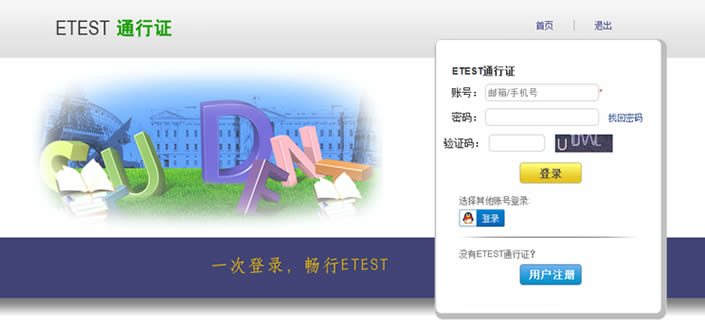 ETEST 通行证
首页 | 退出
ETEST通行证
账号： 邮箱/手机号 *
密码： 找回密码
验证码：
登录
选择其他账号登录:
登录
没有ETEST通行证?
用户注册
一次登录，畅行ETEST